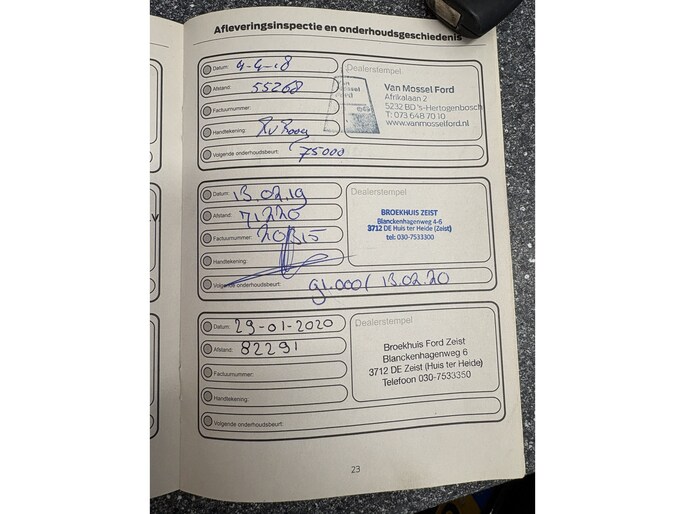 Afleveringsinspectie en onderhoudsgeschiedenis
Datum: 9-4-18
Dealerstempel
Afstand: 55268
Van Mossel Ford
Afrikalaan 2
5232 BD 's-Hertogenbosch
T: 073 648 70 10
www.vanmosselford.nl
Factuurnummer:
Handtekening:
Volgende onderhoudsbeurt: 75000
Datum: 13.02.19
Dealerstempel
Afstand: 71220
BROEKHUIS ZEIST
Blanckenhagenweg 4-6
3712 DE Huis ter Heide (Zeist)
tel: 030-7533300
Factuurnummer:
Handtekening:
Volgende onderhoudsbeurt: 91.000/ 13.02.20
Datum: 29-01-2020
Dealerstempel
Afstand: 82291
Broekhuis Ford Zeist
Blanckenhagenweg 6
3712 DE Zeist (Huis ter Heide)
Telefoon 030-7533350
Factuurnummer:
Handtekening:
Volgende onderhoudsbeurt:
23